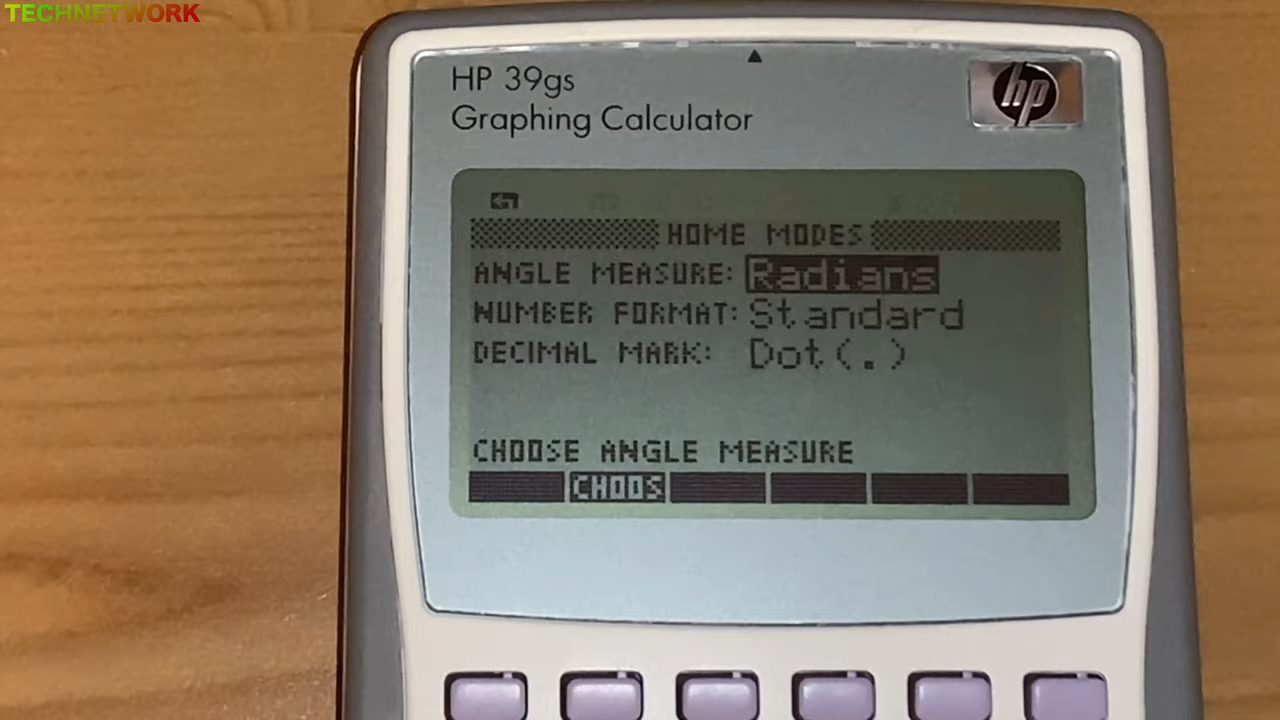 TECHNETWORK
HP 39gs
Graphing Calculator
hp
HOME MODES
ANGLE MEASURE: Radians
NUMBER FORMAT: Standard
DECIMAL MARK: Dot(.)
CHOOSE ANGLE MEASURE
CHOOS